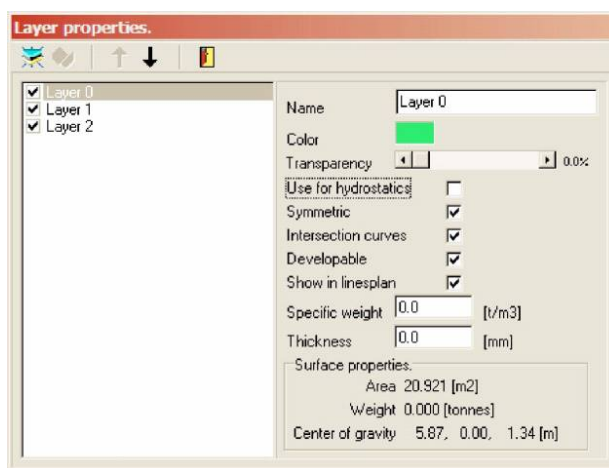 Layer properties.
Layer 0
Layer 1
Layer 2
Name Layer 0
Color
Transparency 0.0%
Use for hydrostatics
Symmetric
Intersection curves
Developable
Show in linesplan
Specific weight 0.0 [t/m3]
Thickness 0.0 [mm]
Surface properties.
Area 20.921 [m2]
Weight 0.000 [tonnes]
Center of gravity 5.87, 0.00, 1.34 [m]